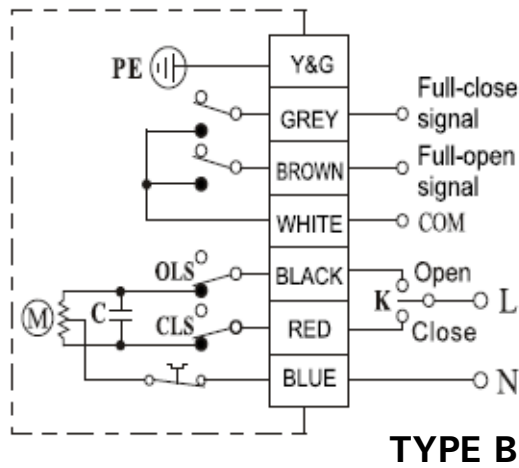 PE
Y&G
GREY
Full-close
signal
BROWN
Full-open
signal
WHITE
COM
OLS
BLACK
Open
M
C
K
L
CLS
RED
Close
BLUE
N
TYPE B